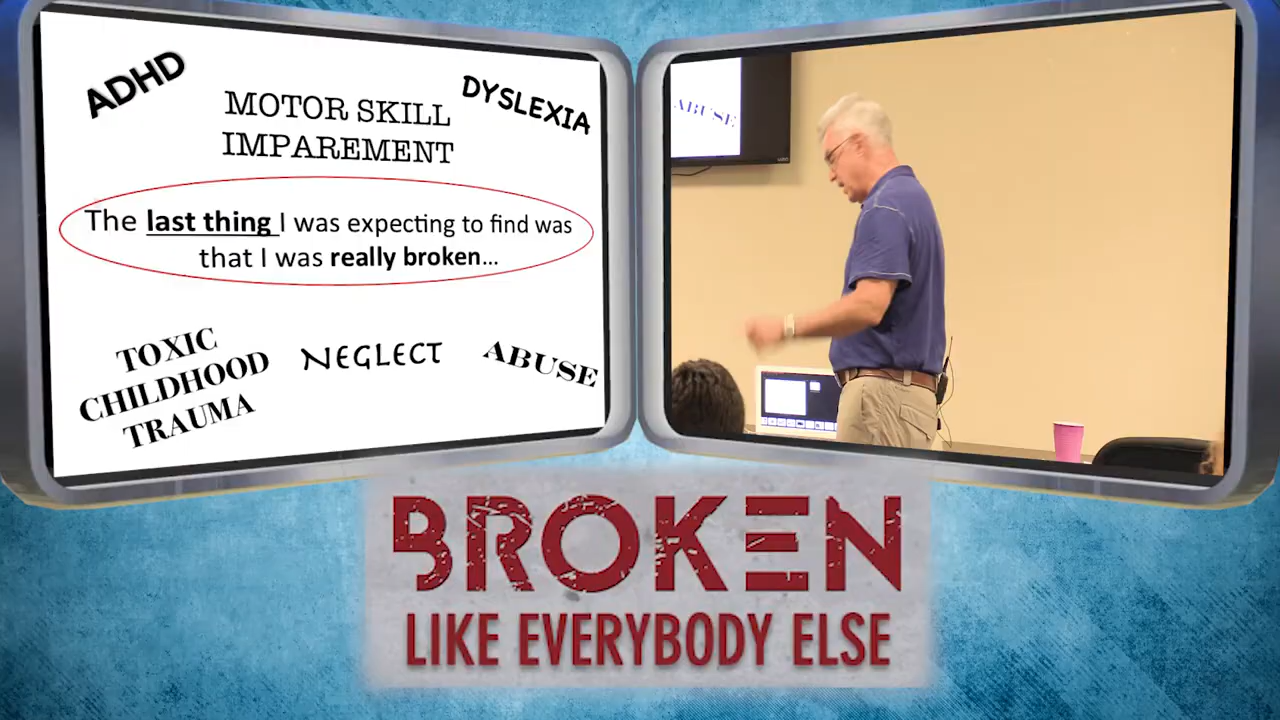 ADHD
MOTOR SKILL
IMPAREMENT
DYSLEXIA
The last thing I was expecting to find was
that I was really broken...
TOXIC
CHILDHOOD
TRAUMA
NEGLECT
ABUSE
ABUSE
BROKEN
LIKE EVERYBODY ELSE